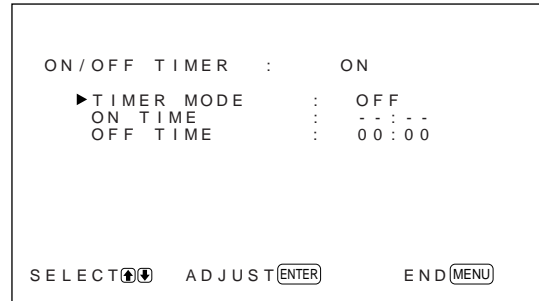 ON/OFF TIMER : ON
▶TIMER MODE : OFF
ON TIME : --:--
OFF TIME : 00:00
SELECT⬆⬇ ADJUST ENTER END MENU